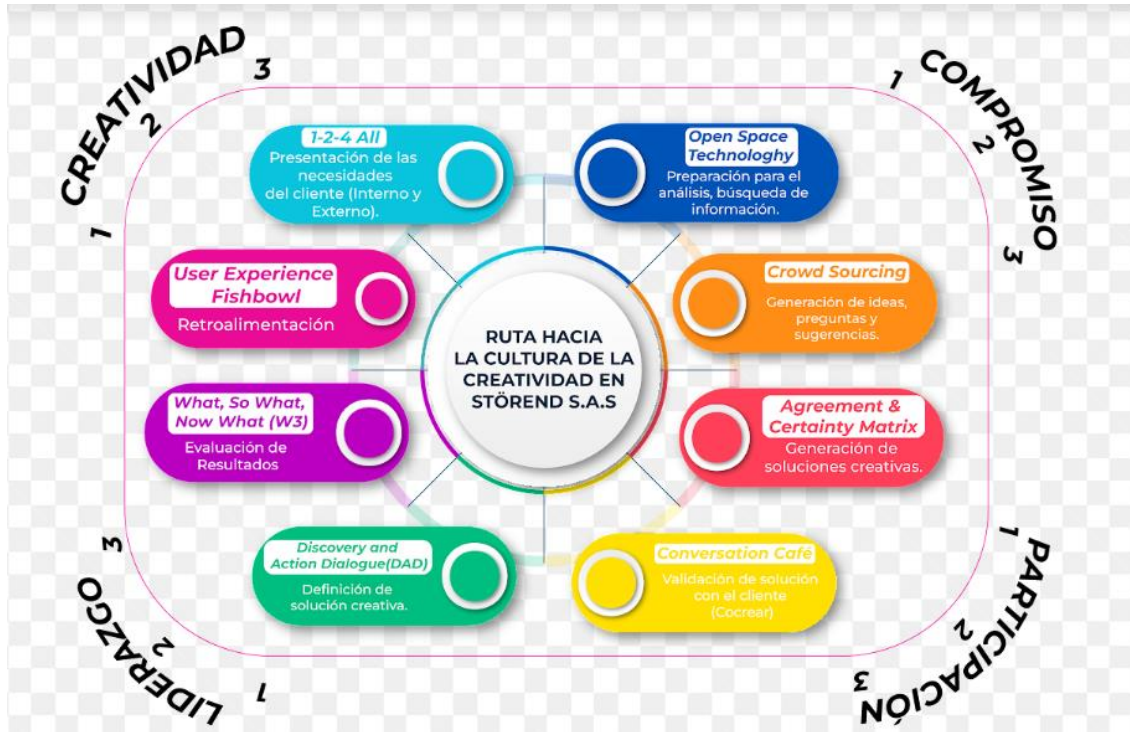 CREATIVIDAD
1
2
3
COMPROMISO
1
2
3
1-2-4 All
Presentación de las
necesidades
del cliente (Interno y
Externo).
Open Space
Technologhy
Preparación para el
análisis, búsqueda de
información.
User Experience
Fishbowl
Retroalimentación
Crowd Sourcing
Generación de ideas,
preguntas y
sugerencias.
RUTA HACIA
LA CULTURA DE LA
CREATIVIDAD EN
STÖREND S.A.S
What, So What,
Now What (W3)
Evaluación de
Resultados
Agreement &
Certainty Matrix
Generación de
soluciones creativas.
Discovery and
Action Dialogue(DAD)
Definición de
solución creativa.
Conversation Café
Validación de solución
con el cliente
(Cocrear)
LIDERAZGO
1
2
3
PARTICIPACIÓN
1
2
3